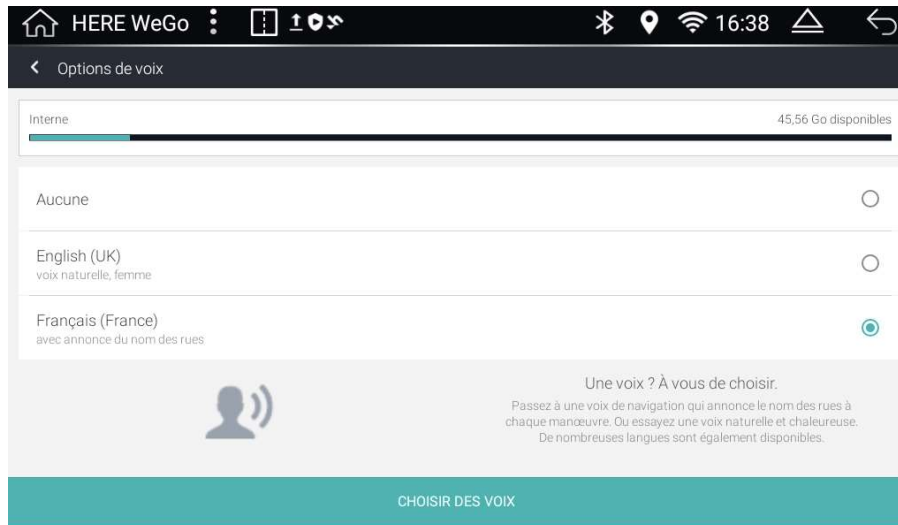 HERE WeGo
16:38
Options de voix
Interne
45,56 Go disponibles
Aucune
English (UK)
voix naturelle, femme
Français (France)
avec annonce du nom des rues
Une voix ? À vous de choisir.
Passez à une voix de navigation qui annonce le nom des rues à
chaque manœuvre. Ou essayez une voix naturelle et chaleureuse.
De nombreuses langues sont également disponibles.
CHOISIR DES VOIX